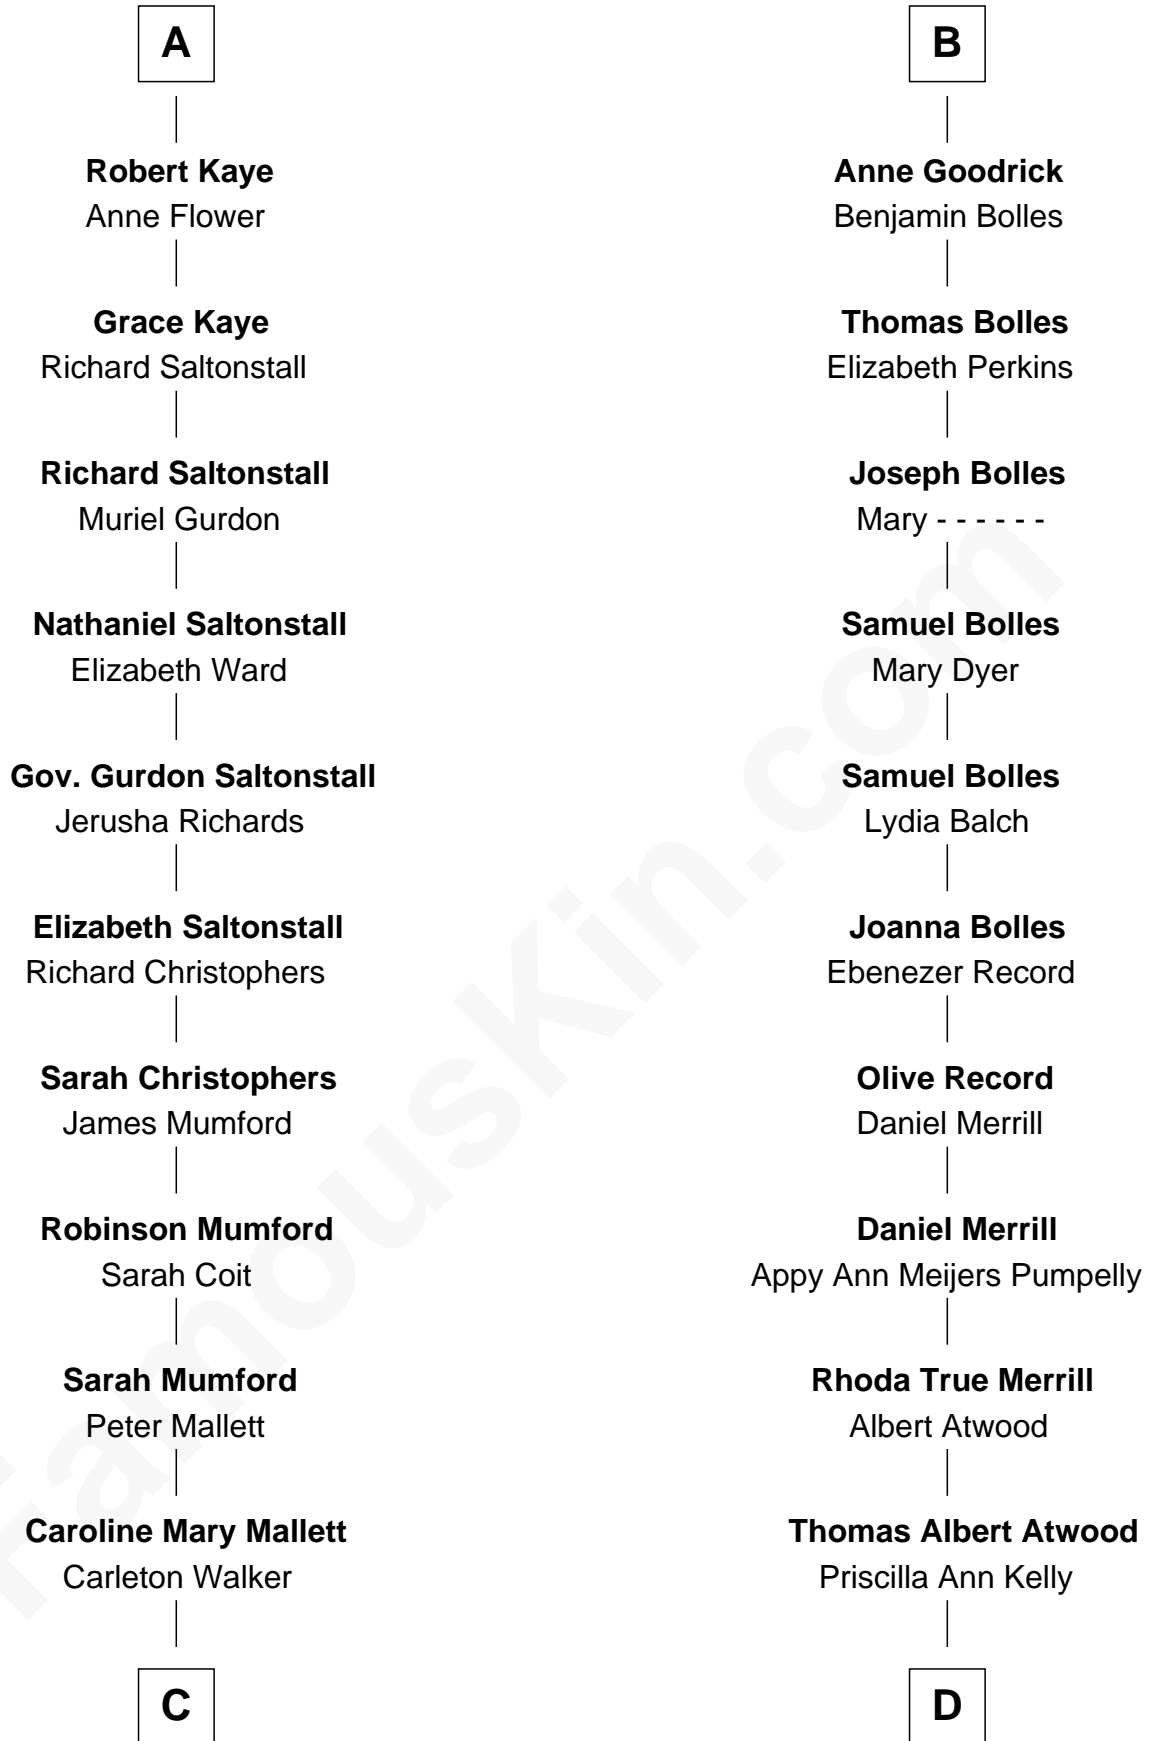 A
Robert Kaye
Anne Flower
Grace Kaye
Richard Saltonstall
Richard Saltonstall
Muriel Gurdon
Nathaniel Saltonstall
Elizabeth Ward
Gov. Gurdon Saltonstall
Jerusha Richards
Elizabeth Saltonstall
Richard Christophers
Sarah Christophers
James Mumford
Robinson Mumford
Sarah Coit
Sarah Mumford
Peter Mallett
Caroline Mary Mallett
Carleton Walker
C
B
Anne Goodrick
Benjamin Bolles
Thomas Bolles
Elizabeth Perkins
Joseph Bolles
Mary - - - - - -
Samuel Bolles
Mary Dyer
Samuel Bolles
Lydia Balch
Joanna Bolles
Ebenezer Record
Olive Record
Daniel Merrill
Daniel Merrill
Appy Ann Meijers Pumpelly
Rhoda True Merrill
Albert Atwood
Thomas Albert Atwood
Priscilla Ann Kelly
D
FamousKin.com